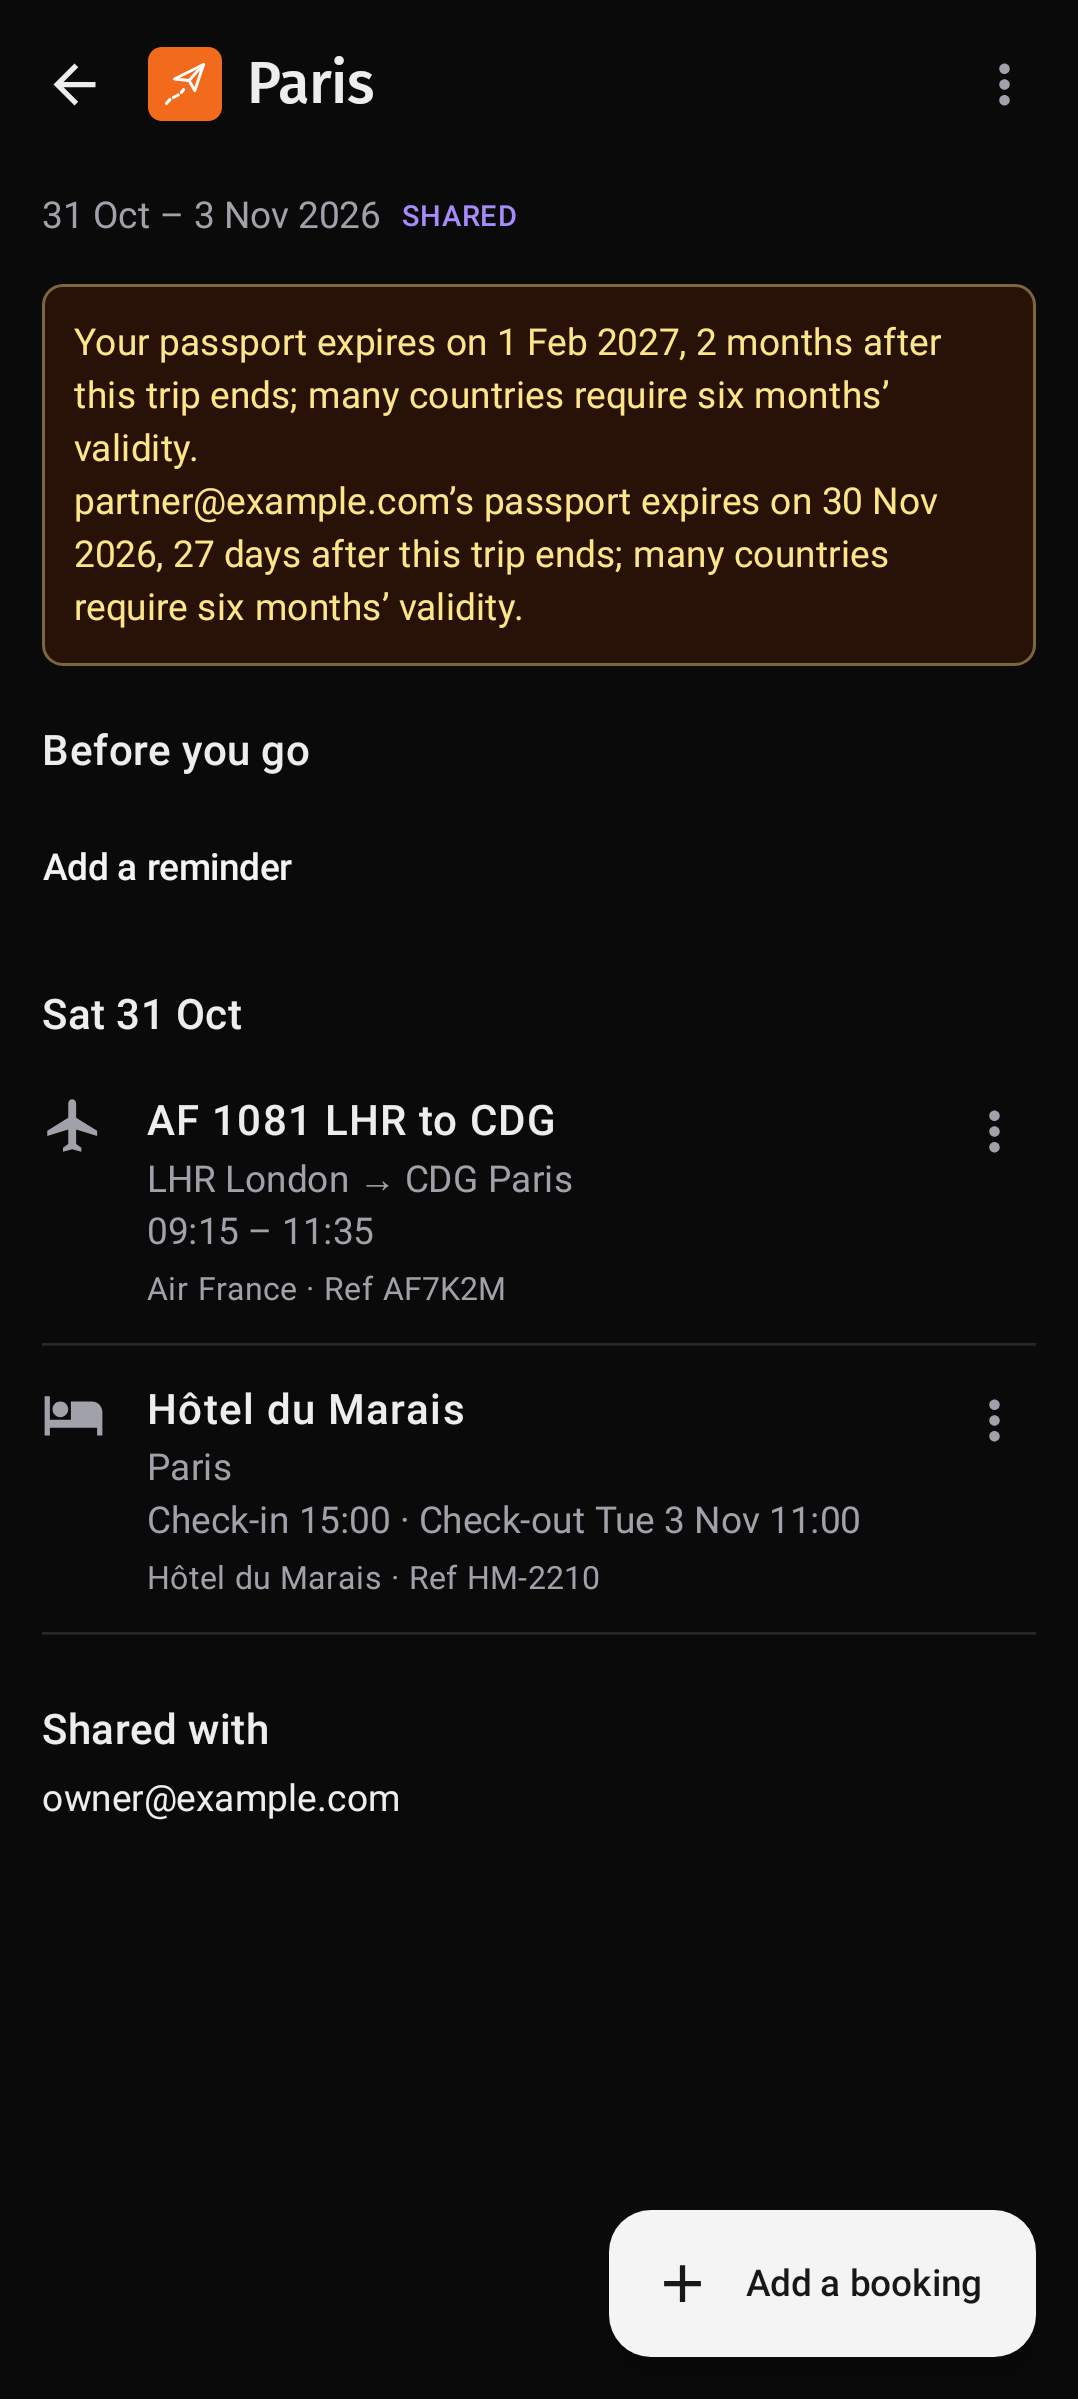 Paris
31 Oct – 3 Nov 2026 SHARED
Your passport expires on 1 Feb 2027, 2 months after
this trip ends; many countries require six months’
validity.
partner@example.com’s passport expires on 30 Nov
2026, 27 days after this trip ends; many countries
require six months’ validity.
Before you go
Add a reminder
Sat 31 Oct
AF 1081 LHR to CDG
LHR London → CDG Paris
09:15 – 11:35
Air France · Ref AF7K2M
Hôtel du Marais
Paris
Check-in 15:00 · Check-out Tue 3 Nov 11:00
Hôtel du Marais · Ref HM-2210
Shared with
owner@example.com
Add a booking